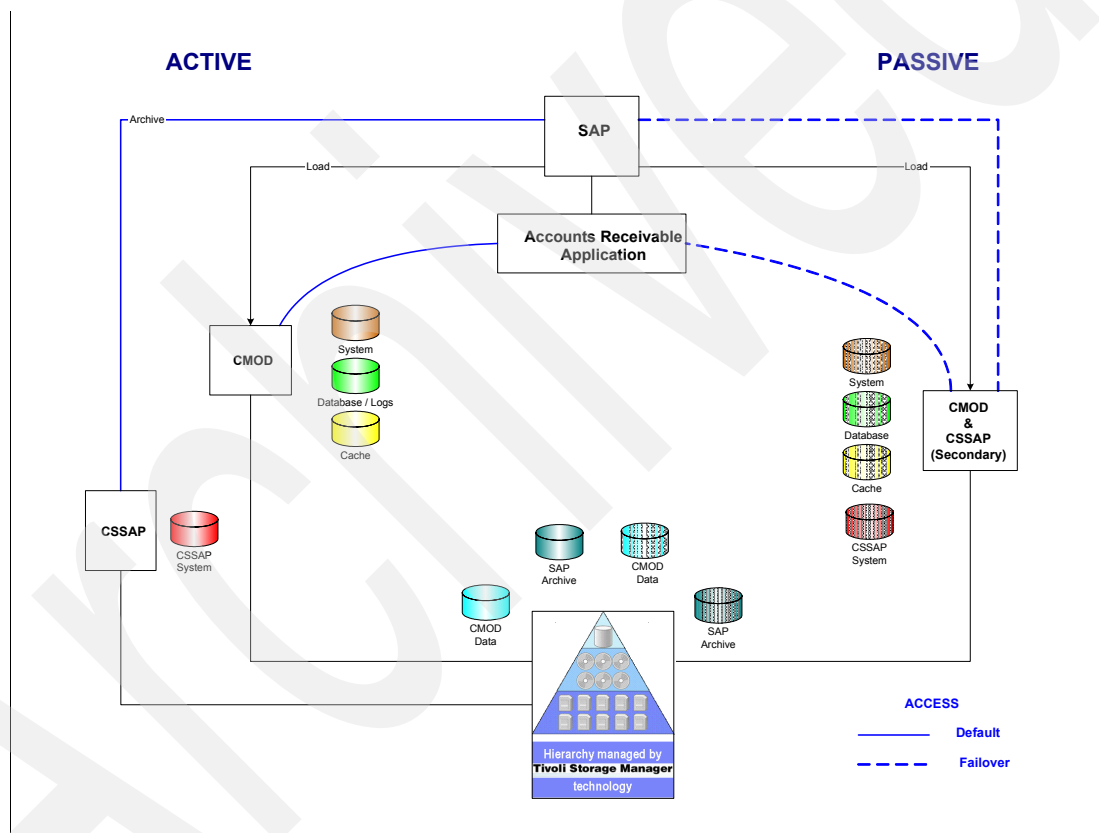 ACTIVE
PASSIVE
SAP
Archive
Load
Load
Accounts Receivable
Application
CMOD
System
Database / Logs
Cache
System
Database
Cache
CSSAP
System
CMOD
&
CSSAP
(Secondary)
CSSAP
CSSAP
System
SAP
Archive
CMOD
Data
CMOD
Data
SAP
Archive
Hierarchy managed by
Tivoli Storage Manager
technology
ACCESS
Default
Failover
Archived